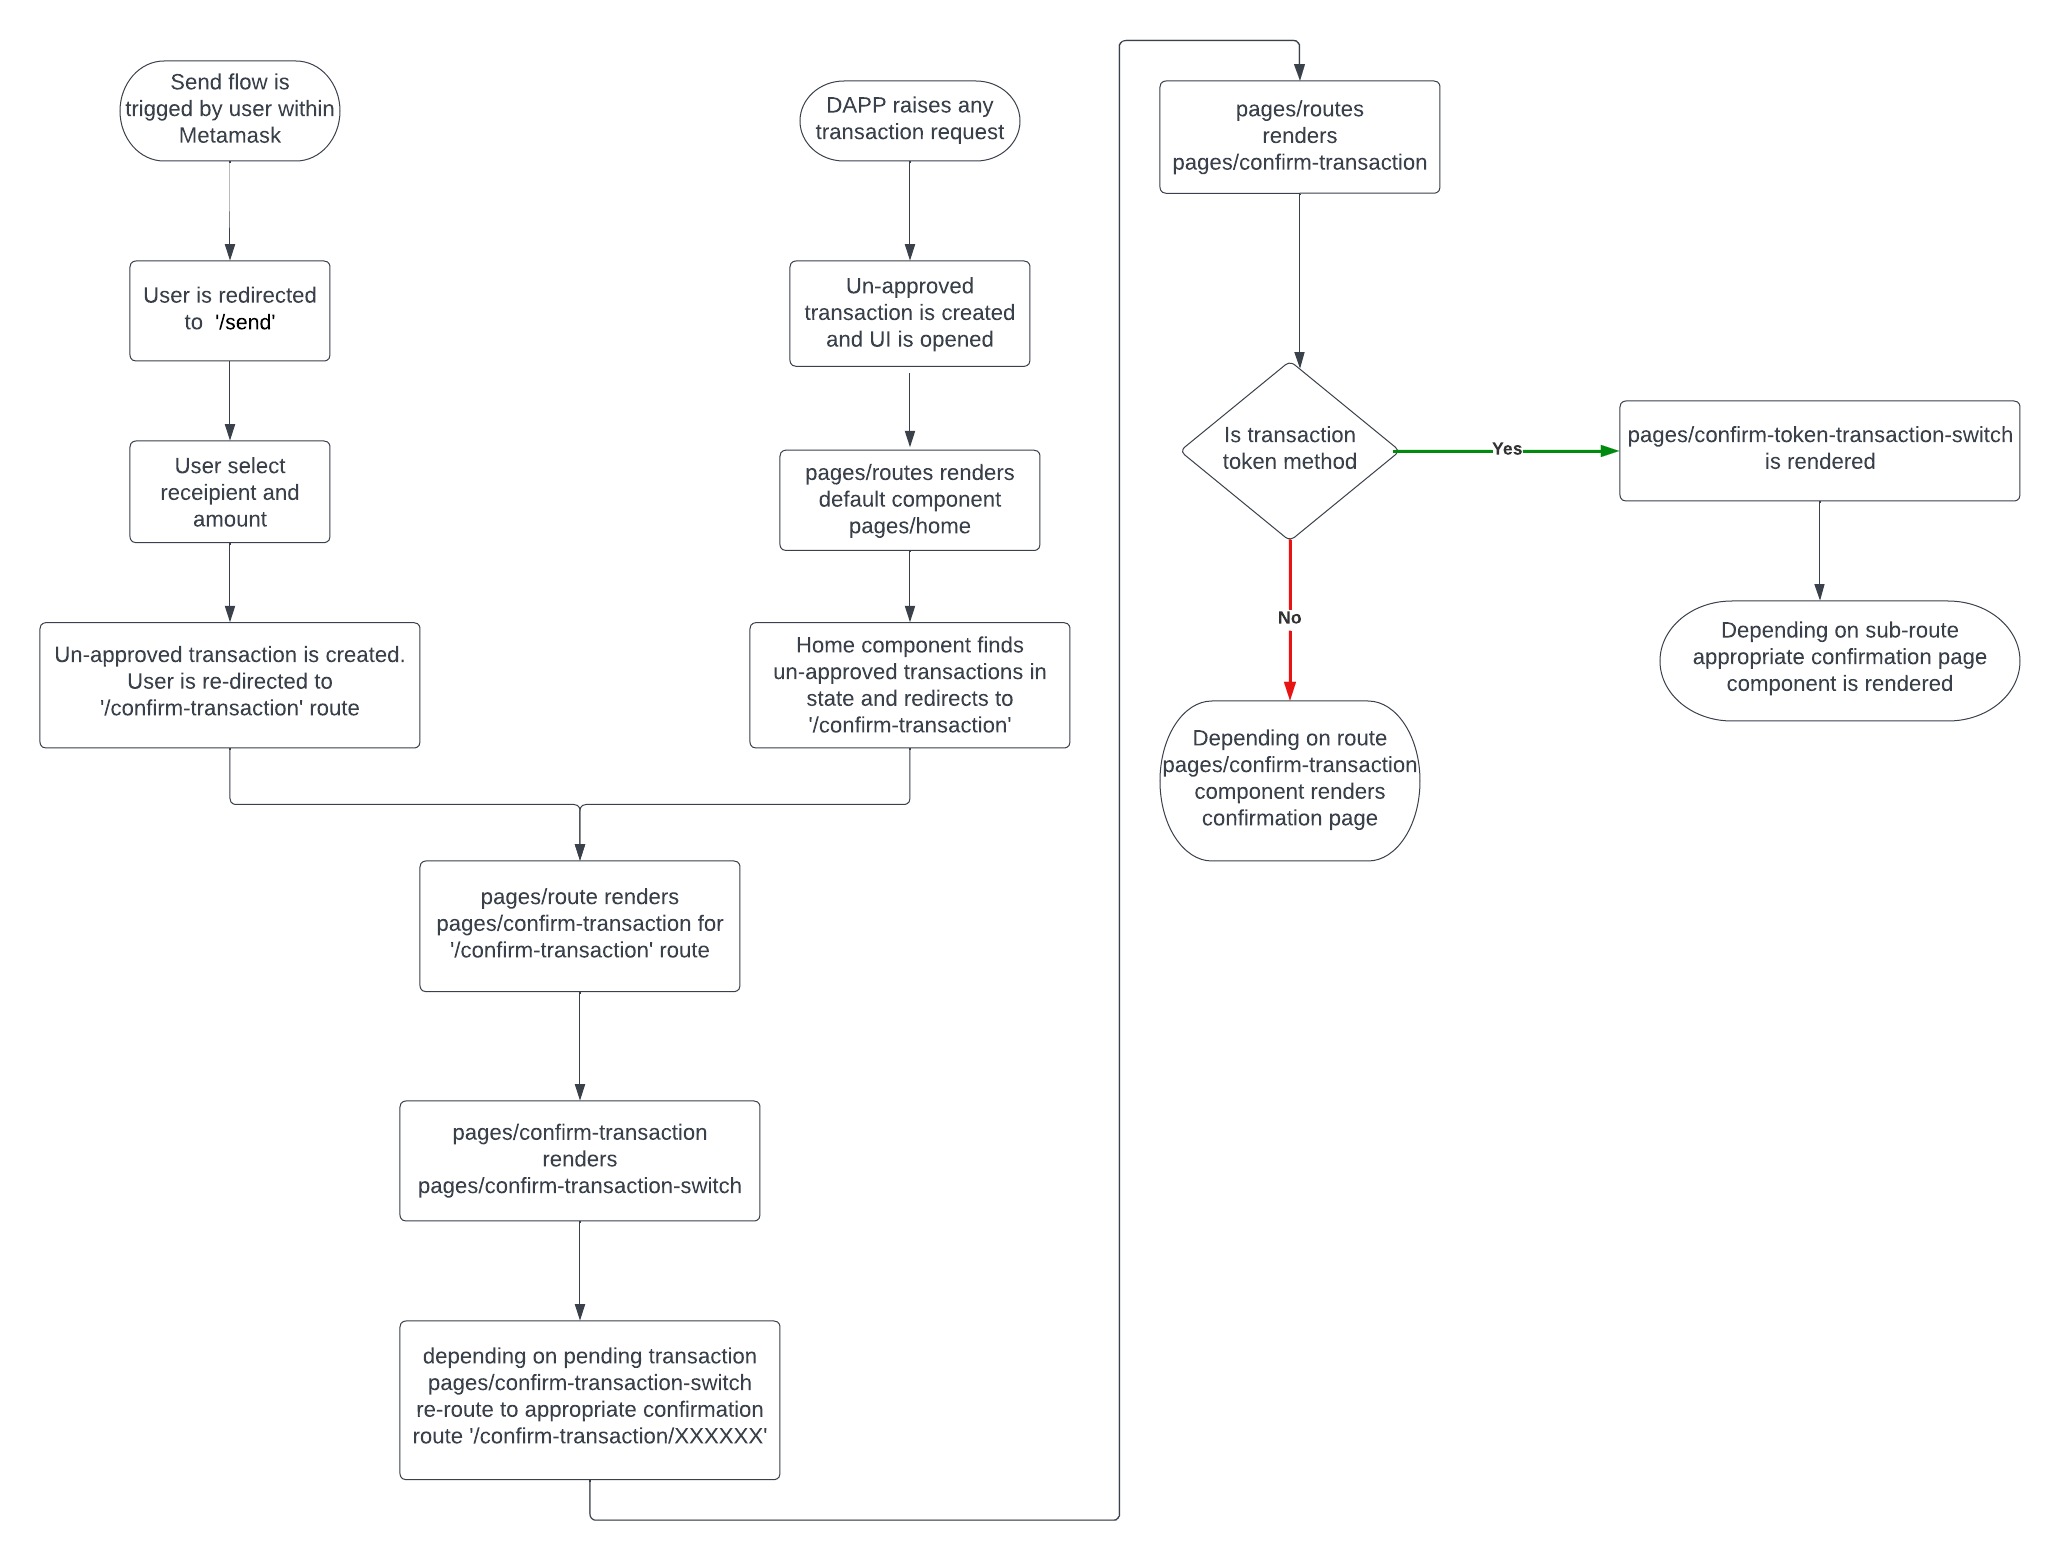 Send flow is
trigged by user within
Metamask
User is redirected
to '/send'
User select
receipient and
amount
Un-approved transaction is created.
User is re-directed to
'/confirm-transaction' route
DAPP raises any
transaction request
Un-approved
transaction is created
and UI is opened
pages/routes renders
default component
pages/home
Home component finds
un-approved transactions in
state and redirects to
'/confirm-transaction'
pages/route renders
pages/confirm-transaction for
'/confirm-transaction' route
pages/confirm-transaction
renders
pages/confirm-transaction-switch
depending on pending transaction
pages/confirm-transaction-switch
re-route to appropriate confirmation
route '/confirm-transaction/XXXXXX'
pages/routes
renders
pages/confirm-transaction
Is transaction
token method
Yes
pages/confirm-token-transaction-switch
is rendered
Depending on sub-route
appropriate confirmation page
component is rendered
No
Depending on route
pages/confirm-transaction
component renders
confirmation page